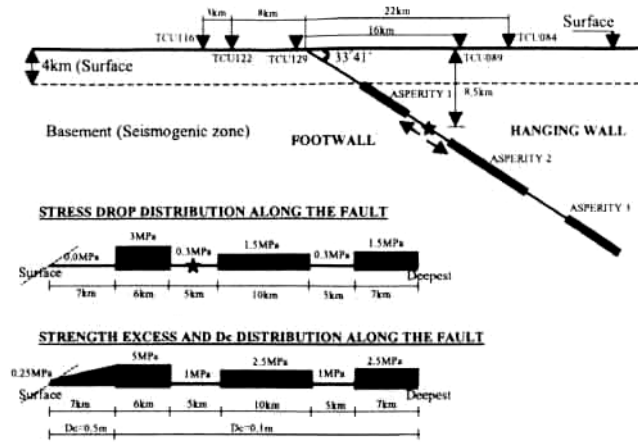 3km 8km 22km
16km Surface
TCU116 TCU084
TCU122 TCU129 33°41' TCU089
4km (Surface
ASPERITY 1 8.5km
Basement (Seismogenic zone)
FOOTWALL HANGING WALL
ASPERITY 2
ASPERITY 3
STRESS DROP DISTRIBUTION ALONG THE FAULT
3MPa
0.0MPa 0.3MPa 1.5MPa 0.3MPa 1.5MPa
Surface Deepest
7km 6km 5km 10km 5km 7km
STRENGTH EXCESS AND Dc DISTRIBUTION ALONG THE FAULT
5MPa
0.25MPa 1MPa 2.5MPa 1MPa 2.5MPa
Surface Deepest
7km 6km 5km 10km 5km 7km
Dc=0.5m Dc=0.1m